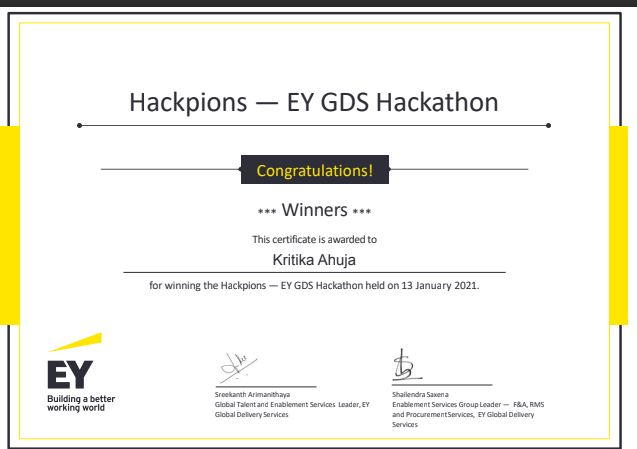 Hackpions — EY GDS Hackathon
Congratulations!
*** Winners ***
This certificate is awarded to
Kritika Ahuja
for winning the Hackpions — EY GDS Hackathon held on 13 January 2021.
EY
Building a better
working world
Sreekanth Arimanithaya
Global Talent and Enablement Services Leader, EY
Global Delivery Services
Shailendra Saxena
Enablement Services Group Leader — F&A, RMS
and Procurement Services, EY Global Delivery
Services